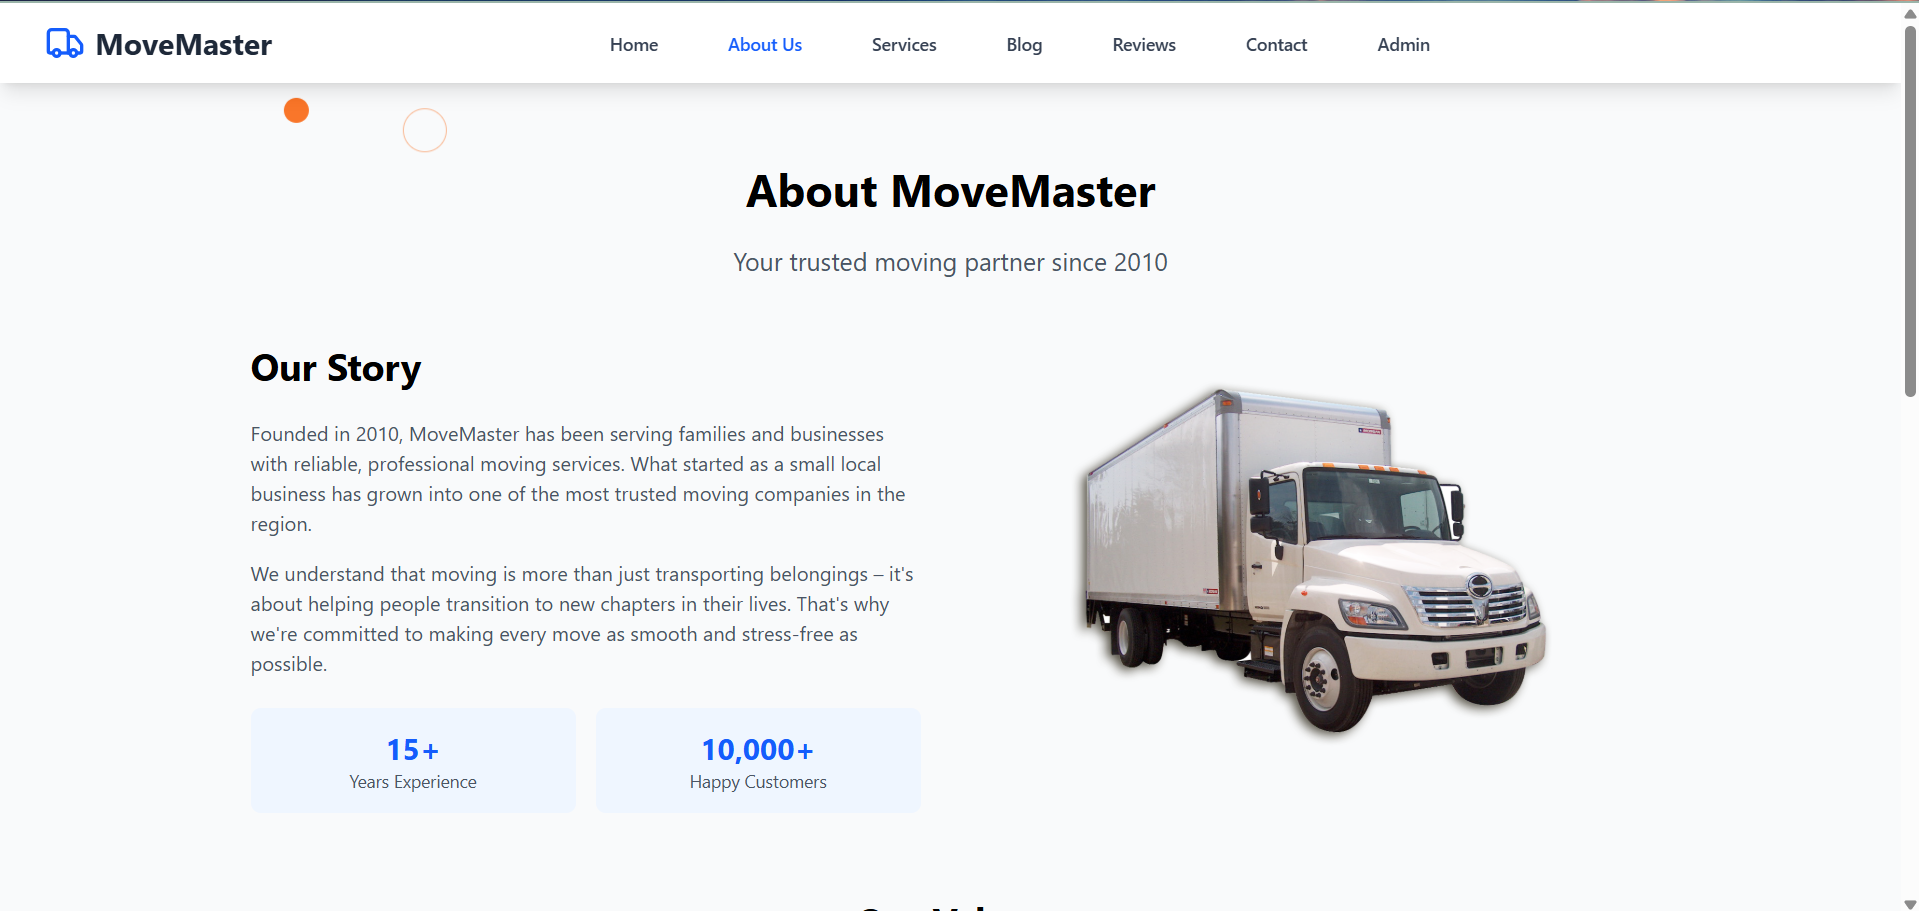 MoveMaster
Home
About Us
Services
Blog
Reviews
Contact
Admin
About MoveMaster
Your trusted moving partner since 2010
Our Story
Founded in 2010, MoveMaster has been serving families and businesses
with reliable, professional moving services. What started as a small local
business has grown into one of the most trusted moving companies in the
region.
We understand that moving is more than just transporting belongings – it's
about helping people transition to new chapters in their lives. That's why
we're committed to making every move as smooth and stress-free as
possible.
15+
Years Experience
10,000+
Happy Customers